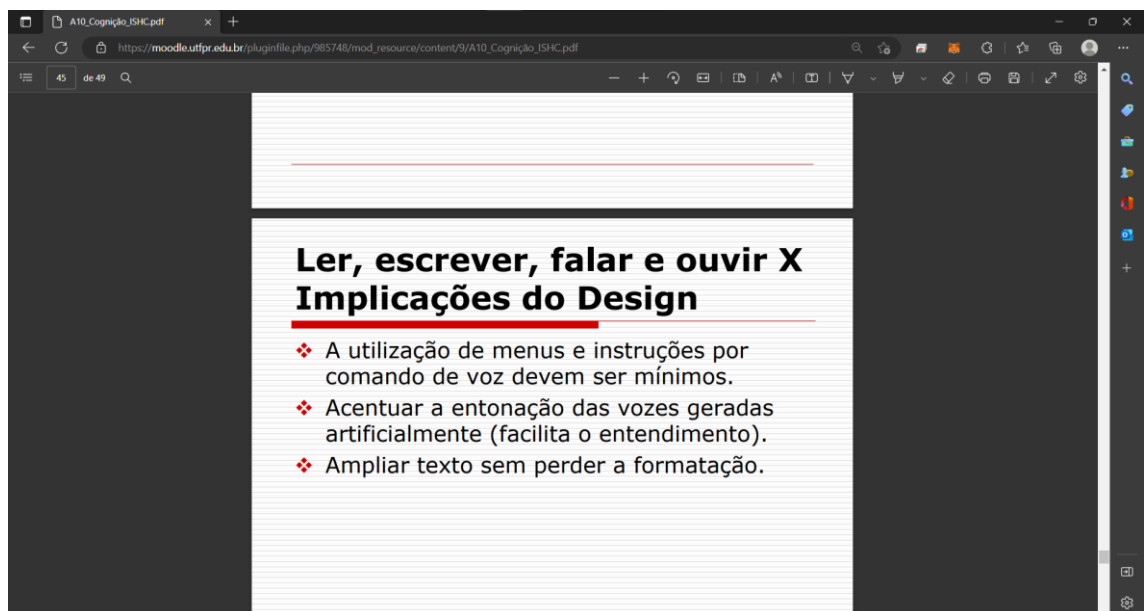 A10_Cognição_ISHC.pdf
https://moodle.utfpr.edu.br/pluginfile.php/985748/mod_resource/content/9/A10_Cognição_ISHC.pdf
45 de 49
Ler, escrever, falar e ouvir X
Implicações do Design
A utilização de menus e instruções por
comando de voz devem ser mínimos.
Acentuar a entonação das vozes geradas
artificialmente (facilita o entendimento).
Ampliar texto sem perder a formatação.